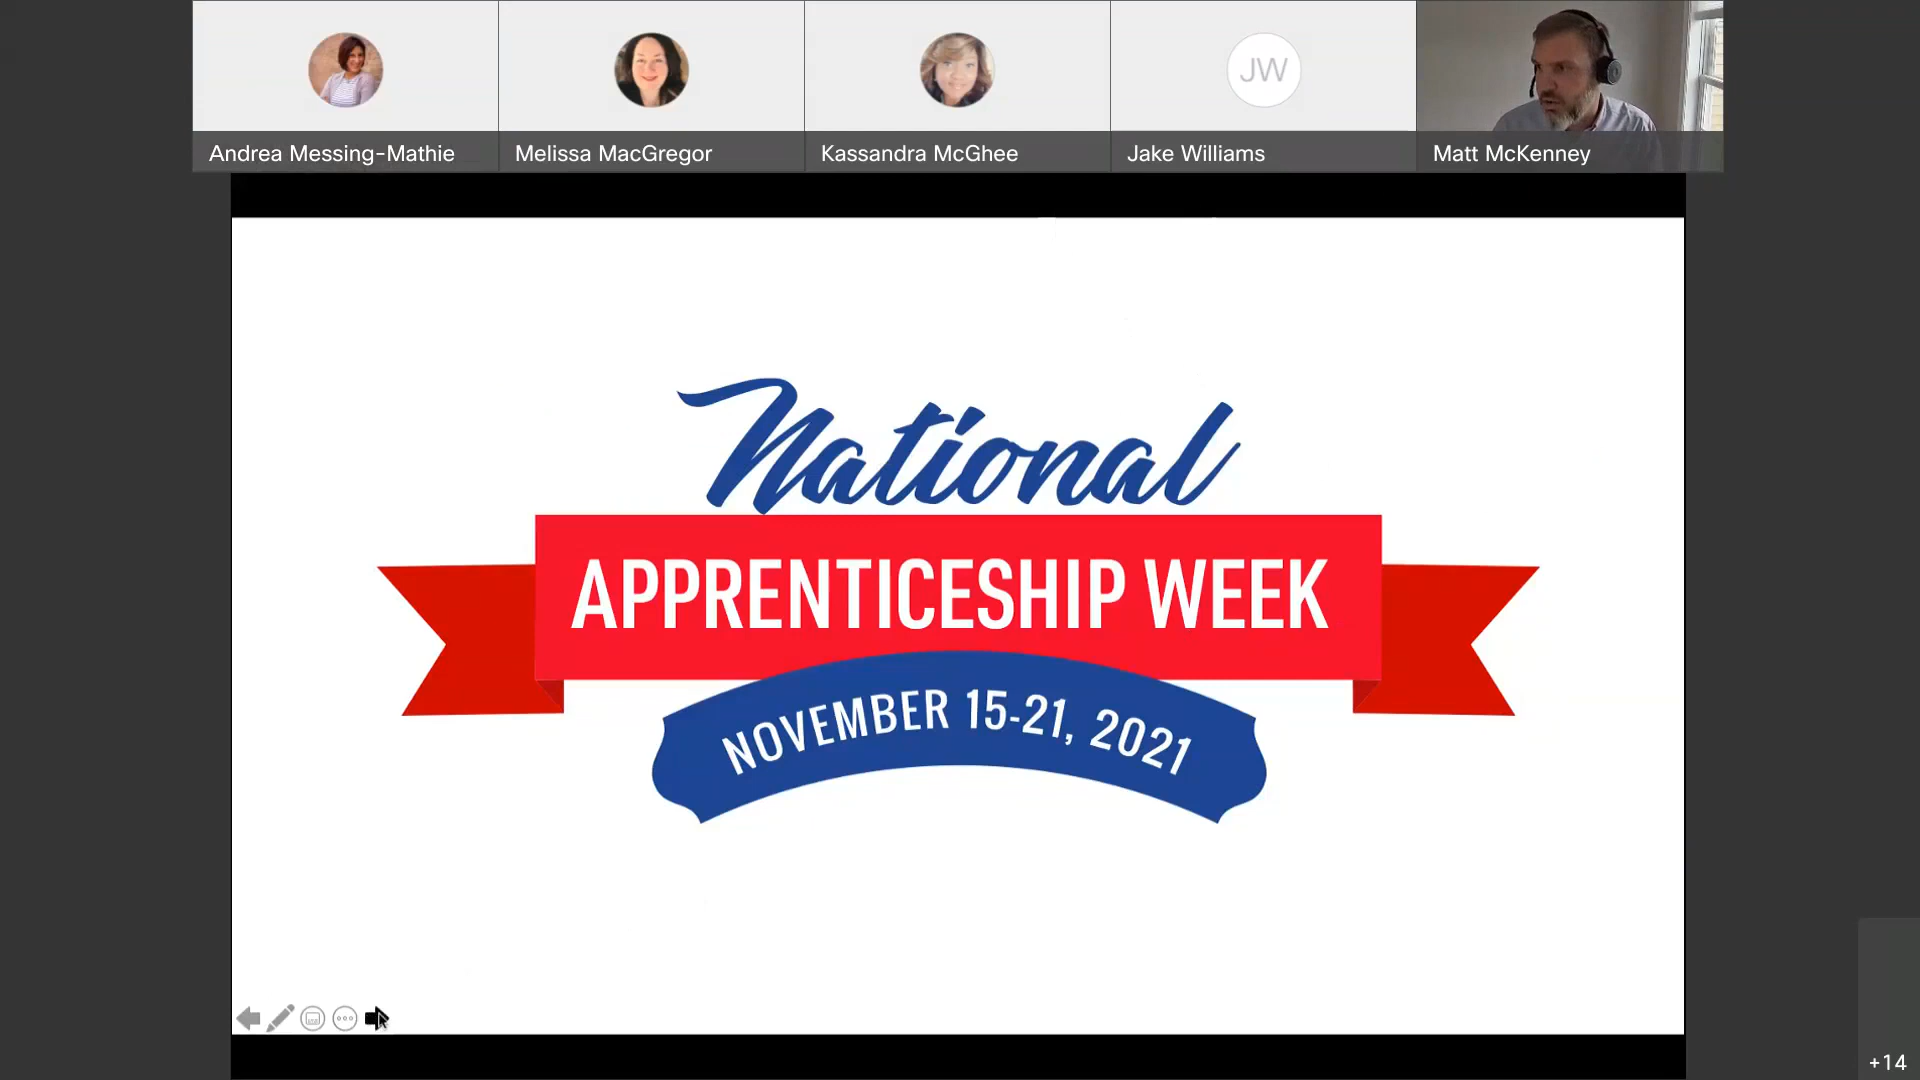 Andrea Messing-Mathie
Melissa MacGregor
Kassandra McGhee
JW
Jake Williams
Matt McKenney
National
APPRENTICESHIP WEEK
NOVEMBER 15-21, 2021
+14